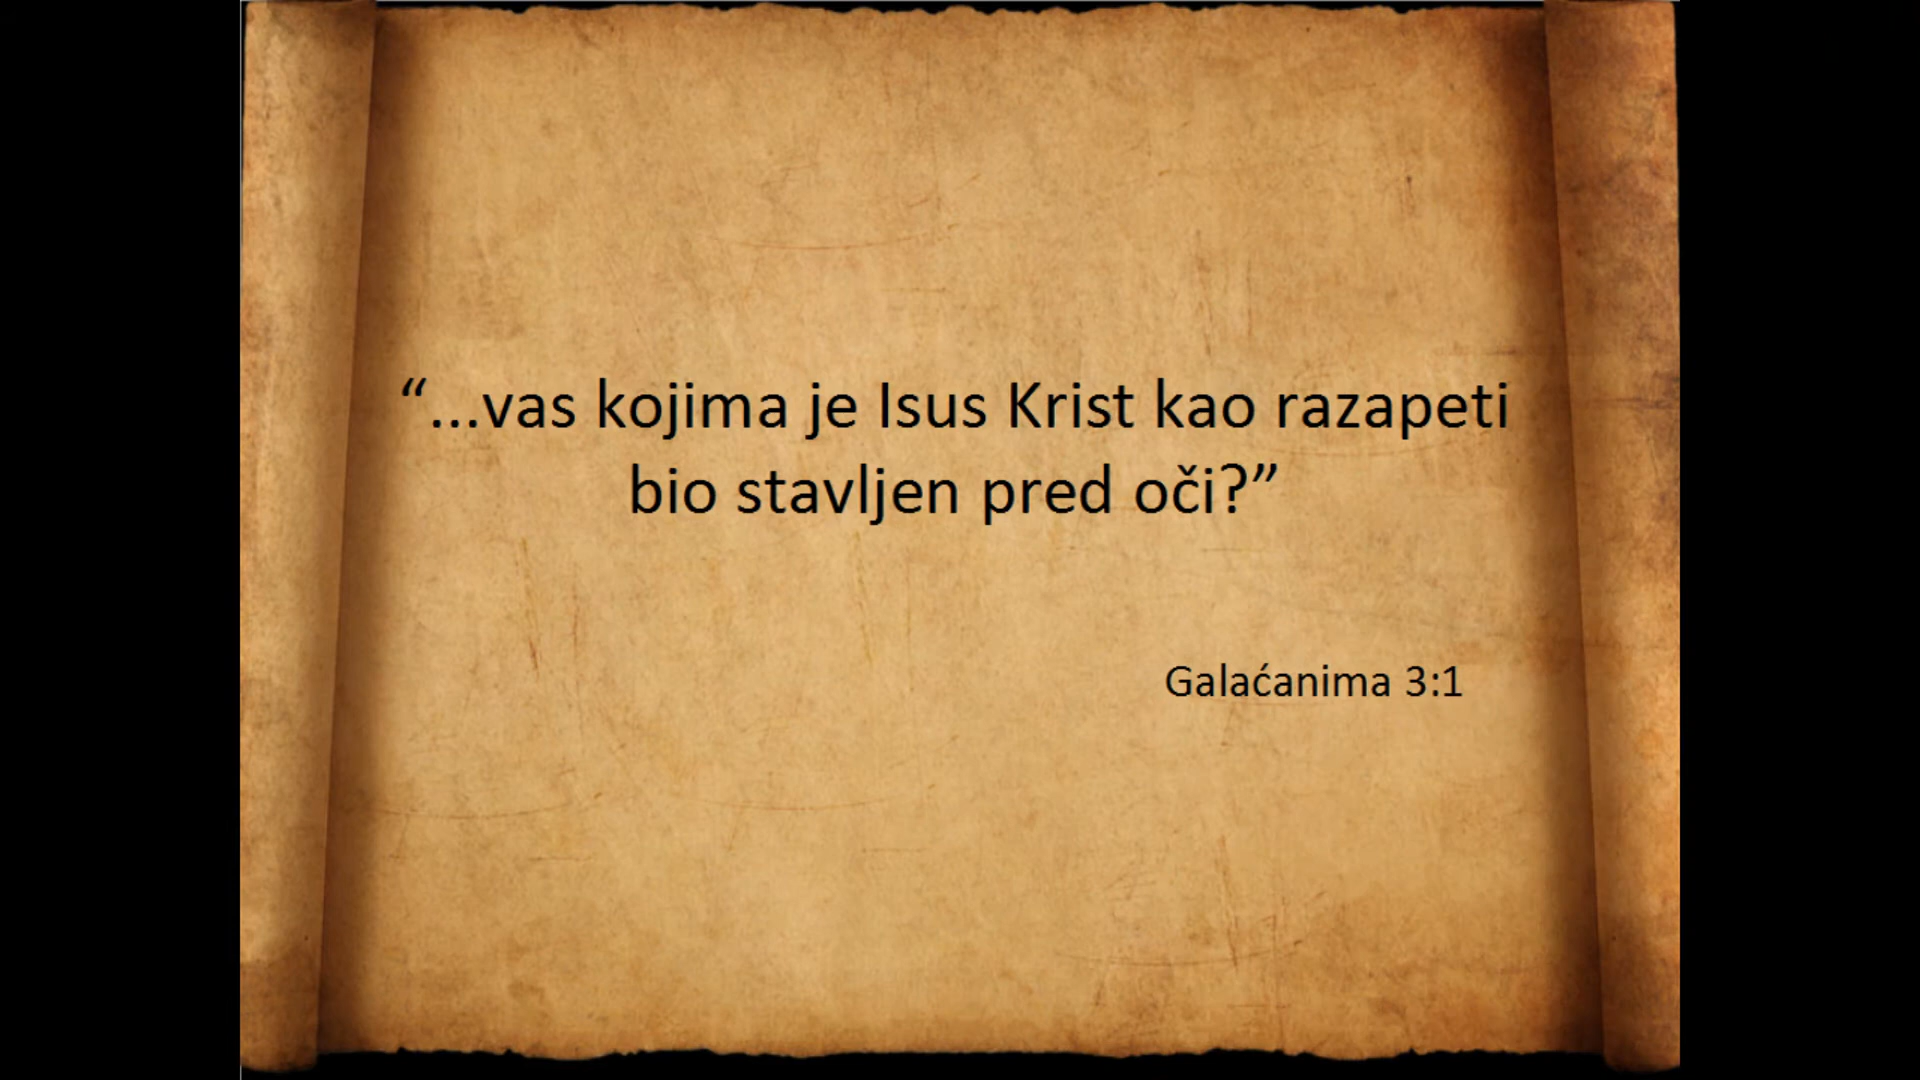 “...vas kojima je Isus Krist kao razapeti
bio stavljen pred oči?”
Galaćanima 3:1